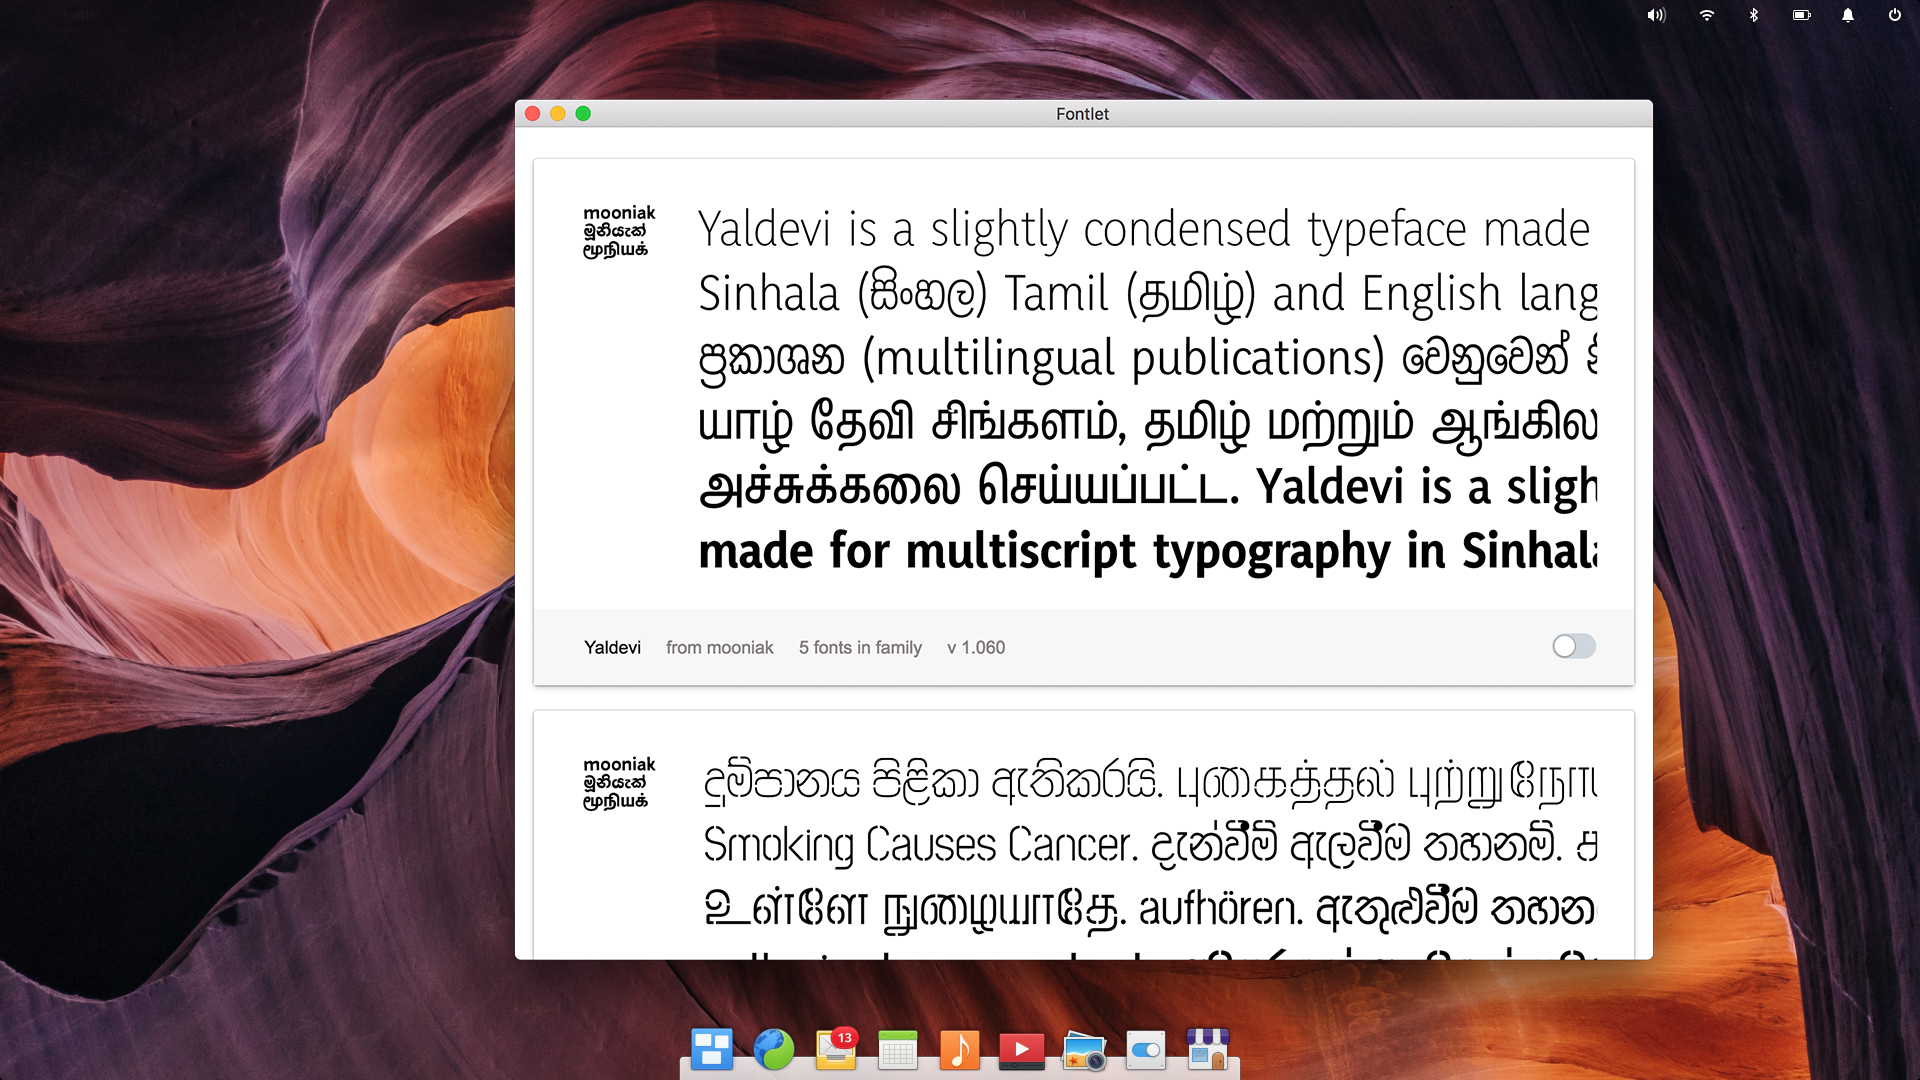 Fontlet
mooniak
මූනියැක්
மூநியக்
Yaldevi is a slightly condensed typeface made
Sinhala (සිංහල) Tamil (தமிழ்) and English lang
ප්‍රකාශන (multilingual publications) වෙනුවෙන්
யாழ் தேவி சிங்களம், தமிழ் மற்றும் ஆங்கில
அச்சுக்கலை செய்யப்பட்ட. Yaldevi is a sligh
made for multiscript typography in Sinhala
Yaldevi from mooniak 5 fonts in family v 1.060
mooniak
මූනියැක්
மூநியக்
දුම්පානය පිළිකා ඇතිකරයි. புகைத்தல் புற்றுநோய
Smoking Causes Cancer. දැන්වීම් ඇලවීම තහනම්.
உள்ளே நுழையாதே. aufhören. ඇතුළුවීම තහන
13